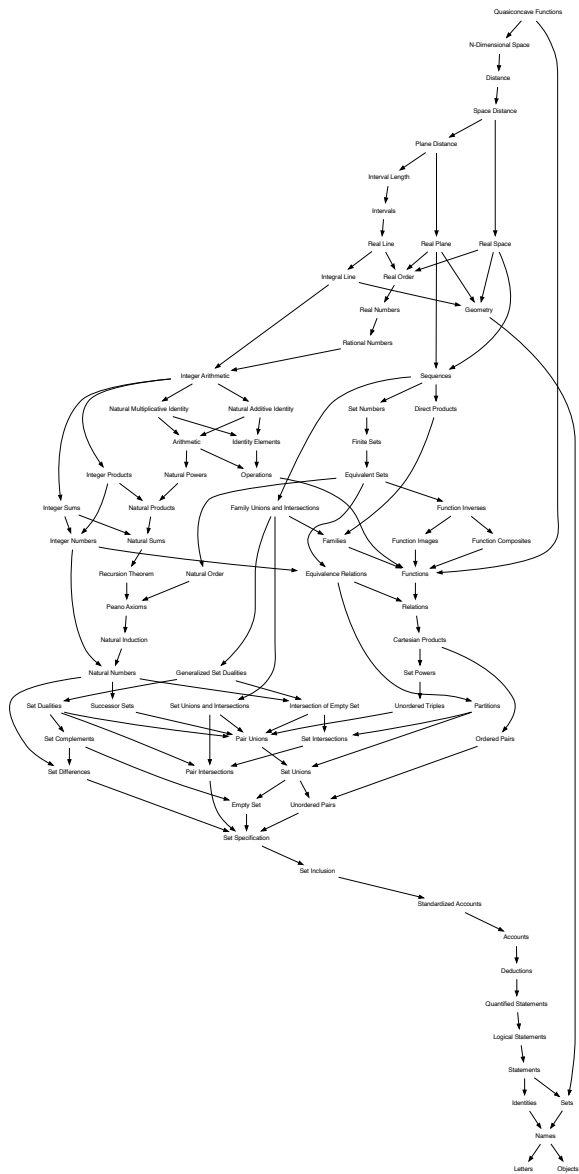 Quasiconcave Functions
N-Dimensional Space
Distance
Space Distance
Plane Distance
Interval Length
Intervals
Real Line
Real Plane
Real Space
Integral Line
Real Order
Real Numbers
Geometry
Rational Numbers
Integer Arithmetic
Sequences
Natural Multiplicative Identity
Natural Additive Identity
Set Numbers
Direct Products
Arithmetic
Identity Elements
Finite Sets
Integer Products
Natural Powers
Operations
Equivalent Sets
Integer Sums
Natural Products
Family Unions and Intersections
Function Inverses
Integer Numbers
Natural Sums
Families
Function Images
Function Composites
Recursion Theorem
Natural Order
Equivalence Relations
Functions
Peano Axioms
Relations
Natural Induction
Cartesian Products
Natural Numbers
Generalized Set Dualities
Set Powers
Set Dualities
Successor Sets
Set Unions and Intersections
Intersection of Empty Set
Unordered Triples
Partitions
Set Complements
Pair Unions
Set Intersections
Ordered Pairs
Set Differences
Pair Intersections
Set Unions
Empty Set
Unordered Pairs
Set Specification
Set Inclusion
Standardized Accounts
Accounts
Deductions
Quantified Statements
Logical Statements
Statements
Identities
Sets
Names
Letters
Objects